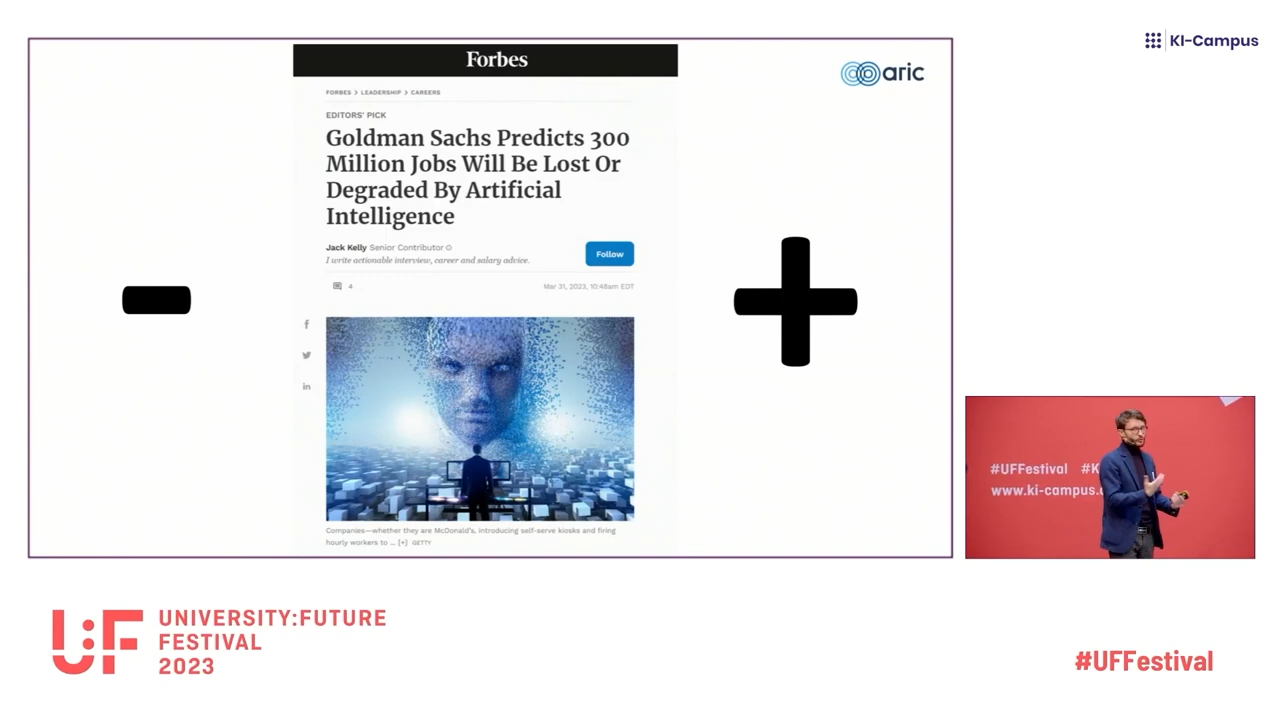 KI-Campus
aric
Forbes
FORBES > LEADERSHIP > CAREERS
EDITORS' PICK
Goldman Sachs Predicts 300
Million Jobs Will Be Lost Or
Degraded By Artificial
Intelligence
Jack Kelly Senior Contributor
I write actionable interview, career and salary advice.
Follow
4
Mar 31, 2023, 10:48am EDT
Companies—whether they are McDonald's, introducing self-serve kiosks and firing
hourly workers to ... [+] GETTY
#UFFestival #K
www.ki-campus.
U:F
UNIVERSITY:FUTURE
FESTIVAL
2023
#UFFestival